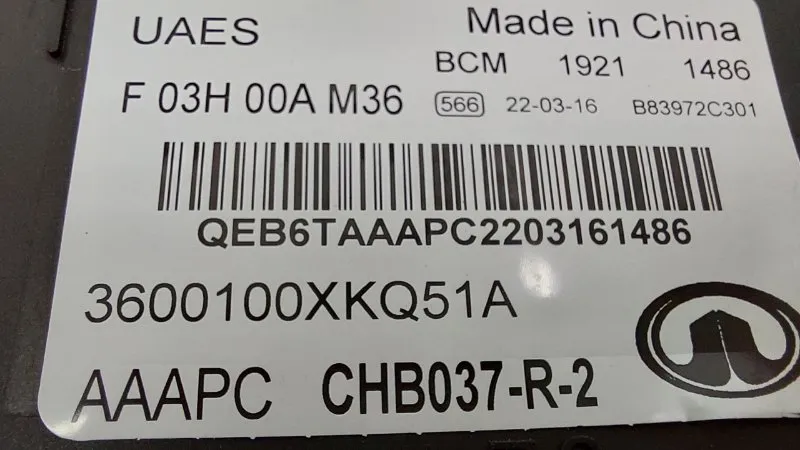 UAES
Made in China
BCM 1921 1486
F 03H 00A M36 566 22-03-16 B83972C301
QEB6TAAAPC2203161486
3600100XKQ51A
AAAPC CHB037-R-2